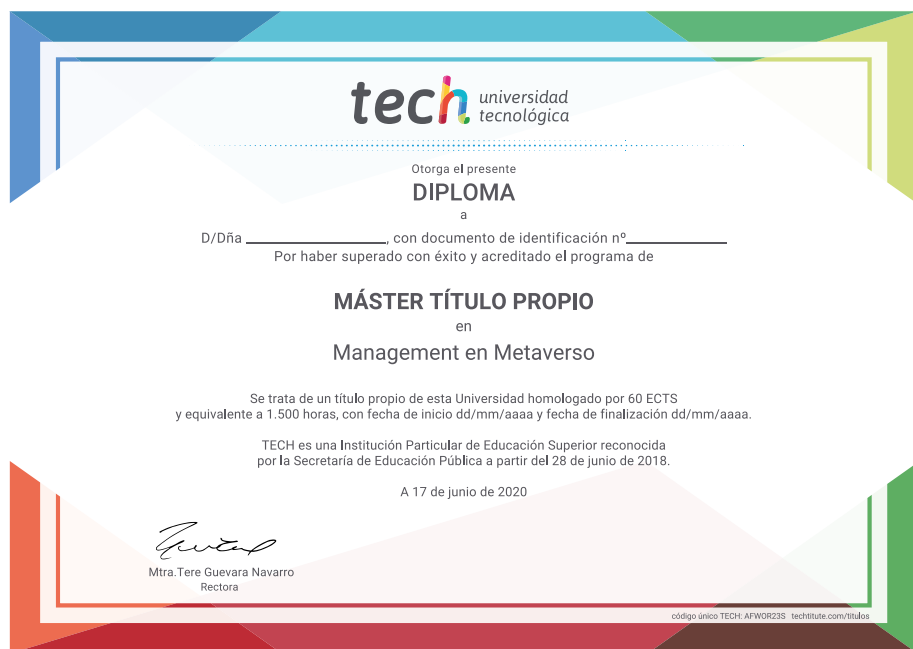 tech universidad
tecnológica
Otorga el presente
DIPLOMA
a
D/Dña ____________________, con documento de identificación nº______________
Por haber superado con éxito y acreditado el programa de
MÁSTER TÍTULO PROPIO
en
Management en Metaverso
Se trata de un título propio de esta Universidad homologado por 60 ECTS
y equivalente a 1.500 horas, con fecha de inicio dd/mm/aaaa y fecha de finalización dd/mm/aaaa.
TECH es una Institución Particular de Educación Superior reconocida
por la Secretaría de Educación Pública a partir del 28 de junio de 2018.
A 17 de junio de 2020
Mtra.Tere Guevara Navarro
Rectora
código único TECH: AFWOR23S techtitute.com/titulos